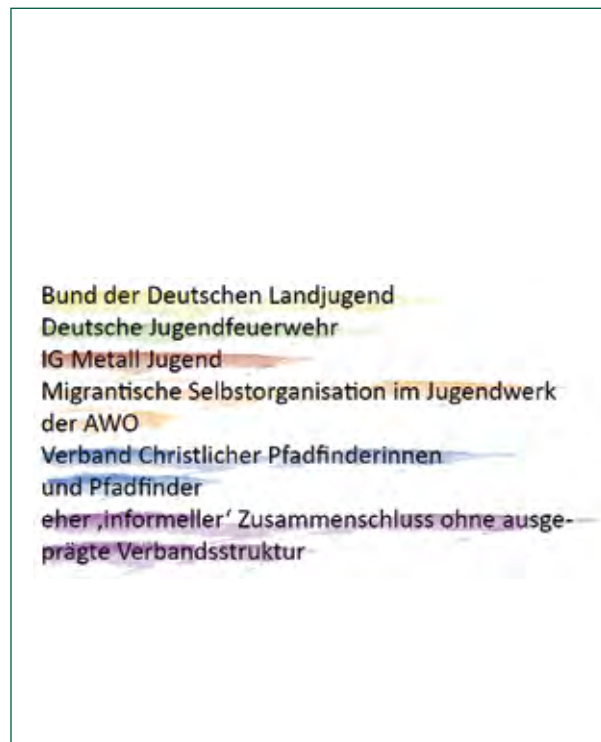 Bund der Deutschen Landjugend
Deutsche Jugendfeuerwehr
IG Metall Jugend
Migrantische Selbstorganisation im Jugendwerk
der AWO
Verband Christlicher Pfadfinderinnen
und Pfadfinder
eher ‚informeller‘ Zusammenschluss ohne ausge-
prägte Verbandsstruktur